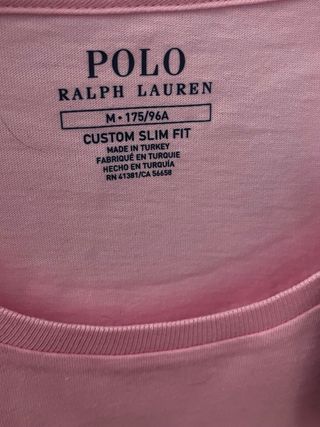 POLO
RALPH LAUREN
M • 175/96A
CUSTOM SLIM FIT
MADE IN TURKEY
FABRIQUÉ EN TURQUIE
HECHO EN TURQUÍA
RN 41381/CA 56658